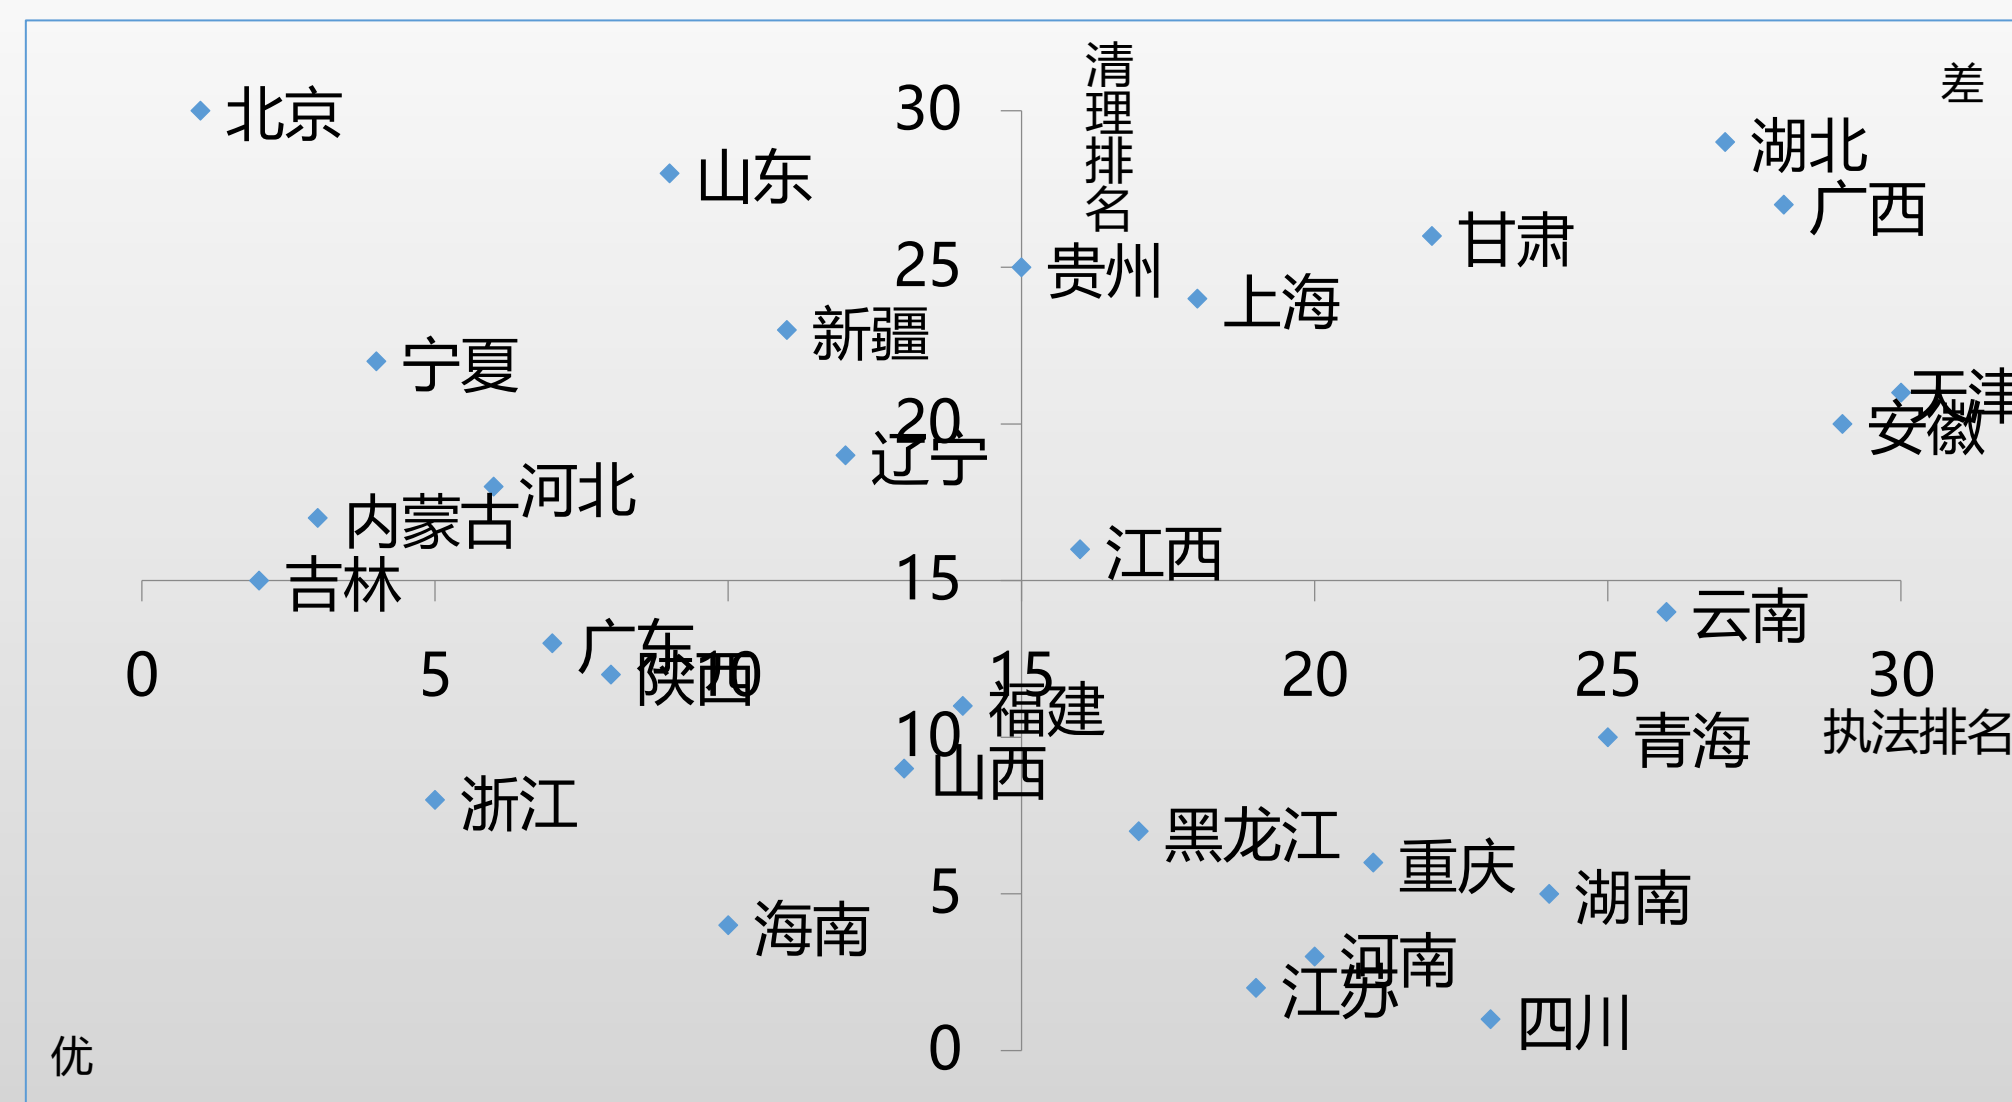 清理排名
差
30
北京
湖北
山东
广西
甘肃
25
贵州
上海
新疆
宁夏
天津
20
安徽
辽宁
河北
内蒙古
江西
15
吉林
云南
广东
0
5
10
15
20
25
30
陕西
福建
10
青海
执法排名
山西
浙江
黑龙江
重庆
5
湖南
海南
河南
江苏
四川
0
优